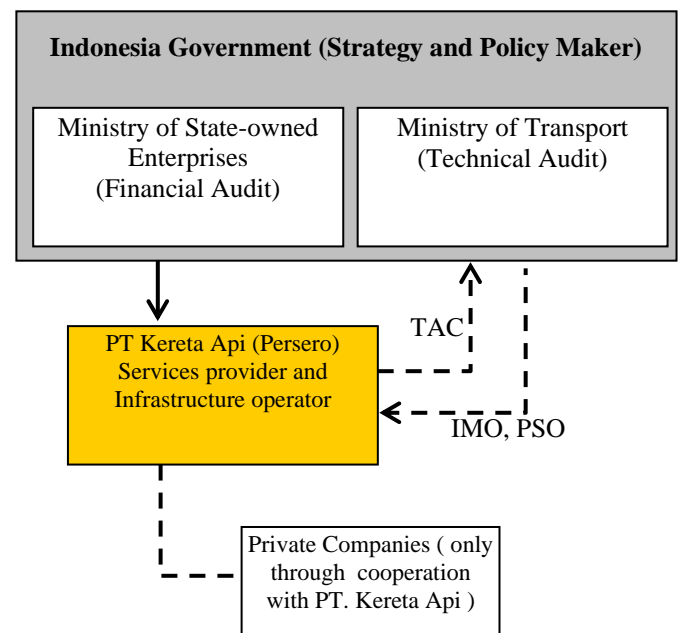 Indonesia Government (Strategy and Policy Maker)
Ministry of State-owned
Enterprises
(Financial Audit)
Ministry of Transport
(Technical Audit)
TAC
PT Kereta Api (Persero)
Services provider and
Infrastructure operator
IMO, PSO
Private Companies ( only
through cooperation
with PT. Kereta Api )